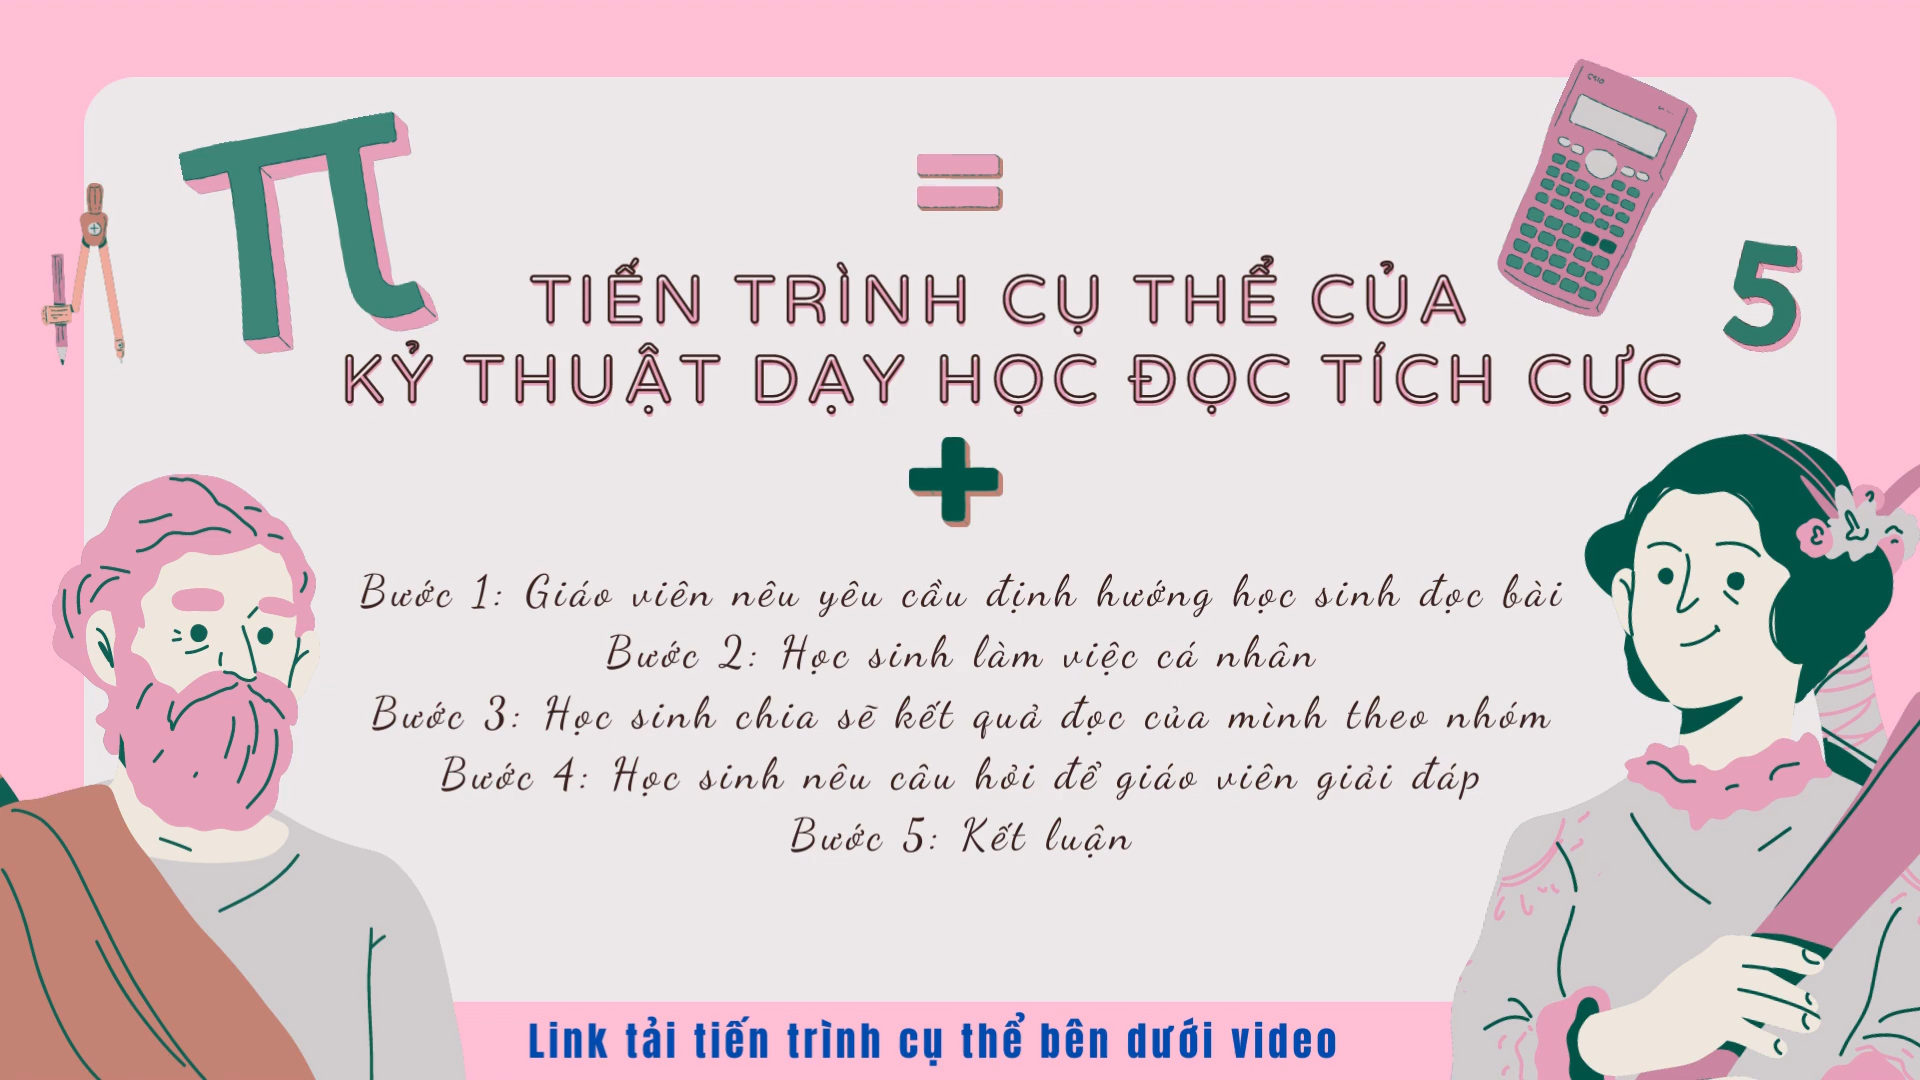 TIẾN TRÌNH CỤ THỂ CỦA
KỶ THUẬT DẠY HỌC ĐỌC TÍCH CỰC
Bước 1: Giáo viên nêu yêu cầu định hướng học sinh đọc bài
Bước 2: Học sinh làm việc cá nhân
Bước 3: Học sinh chia sẽ kết quả đọc của mình theo nhóm
Bước 4: Học sinh nêu câu hỏi để giáo viên giải đáp
Bước 5: Kết luận
5
Link tải tiến trình cụ thể bên dưới video